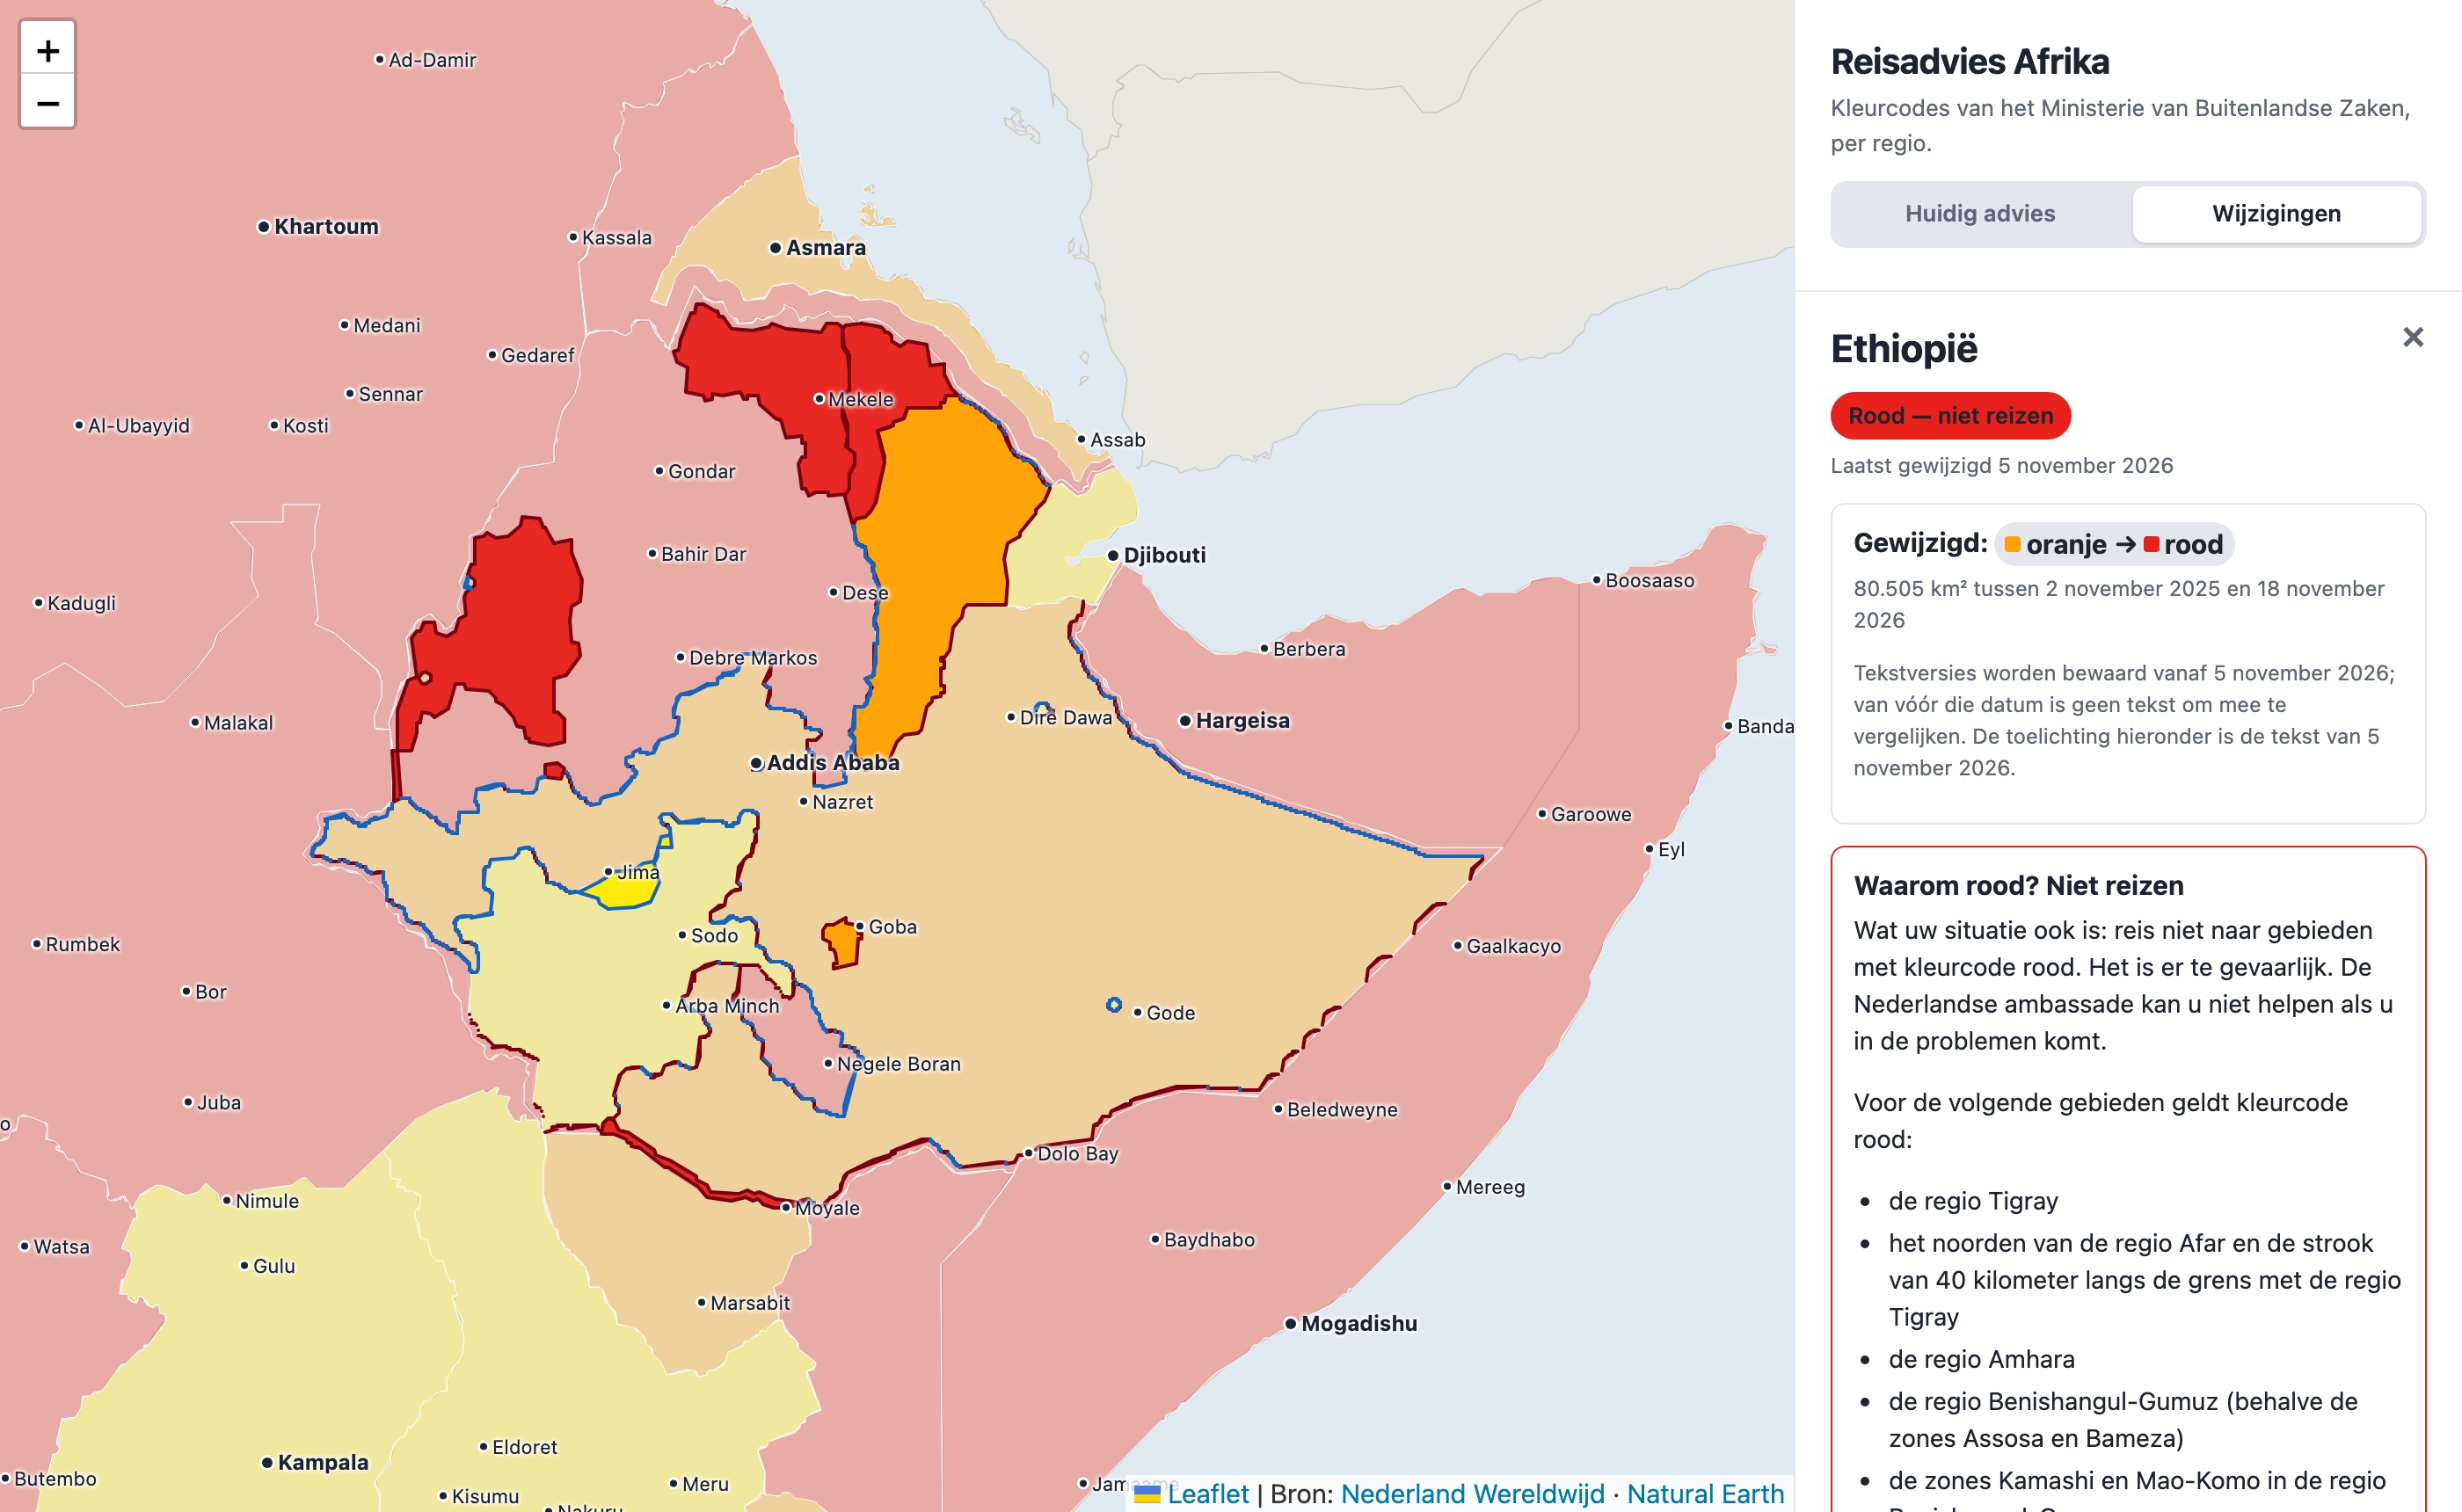 +
−
Ad-Damir
Khartoum
Kassala
Asmara
Medani
Gedaref
Sennar
Al-Ubayyid
Kosti
Mekele
Assab
Gondar
Bahir Dar
Djibouti
Dese
Boosaaso
Kadugli
Debre Markos
Berbera
Malakal
Dire Dawa
Hargeisa
Banda
Addis Ababa
Nazret
Garoowe
Eyl
Jima
Goba
Sodo
Rumbek
Gaalkacyo
Bor
Arba Minch
Gode
Negele Boran
Juba
Beledweyne
o
Dolo Bay
Nimule
Mereeg
Moyale
Watsa
Baydhabo
Gulu
Marsabit
Mogadishu
Eldoret
Kampala
Butembo
Meru
Kisumu
Leaflet | Bron: Nederland Wereldwijd · Natural Earth
Reisadvies Afrika
Kleurcodes van het Ministerie van Buitenlandse Zaken,
per regio.
Huidig advies
Wijzigingen
Ethiopië
×
Rood — niet reizen
Laatst gewijzigd 5 november 2026
Gewijzigd: oranje → rood
80.505 km² tussen 2 november 2025 en 18 november
2026
Tekstversies worden bewaard vanaf 5 november 2026;
van vóór die datum is geen tekst om mee te
vergelijken. De toelichting hieronder is de tekst van 5
november 2026.
Waarom rood? Niet reizen
Wat uw situatie ook is: reis niet naar gebieden
met kleurcode rood. Het is er te gevaarlijk. De
Nederlandse ambassade kan u niet helpen als u
in de problemen komt.
Voor de volgende gebieden geldt kleurcode
rood:
• de regio Tigray
• het noorden van de regio Afar en de strook
van 40 kilometer langs de grens met de regio
Tigray
• de regio Amhara
• de regio Benishangul-Gumuz (behalve de
zones Assosa en Bameza)
• de zones Kamashi en Mao-Komo in de regio